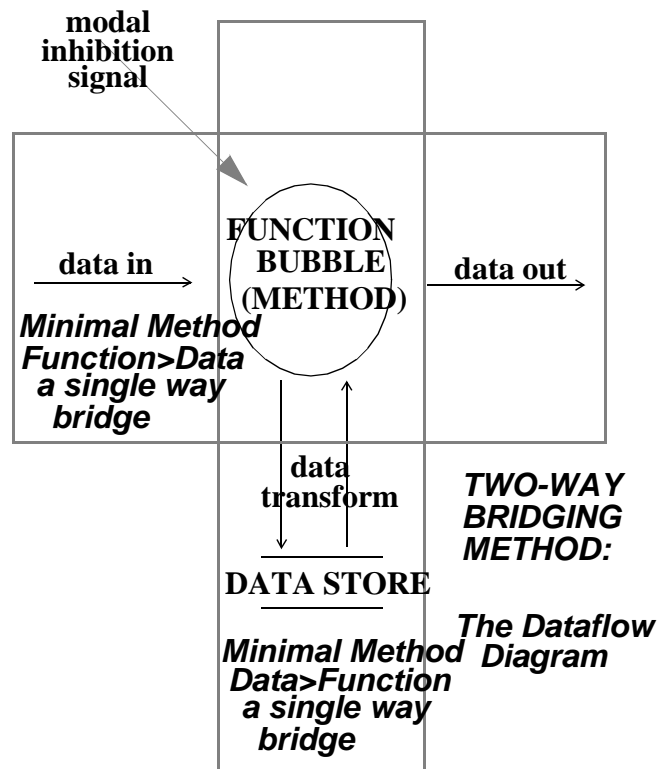 modal
inhibition
signal
FUNCTION
BUBBLE
(METHOD)
data in
data out
Minimal Method
Function>Data
a single way
bridge
data
transform
TWO-WAY
BRIDGING
METHOD:
DATA STORE
The Dataflow
Diagram
Minimal Method
Data>Function
a single way
bridge